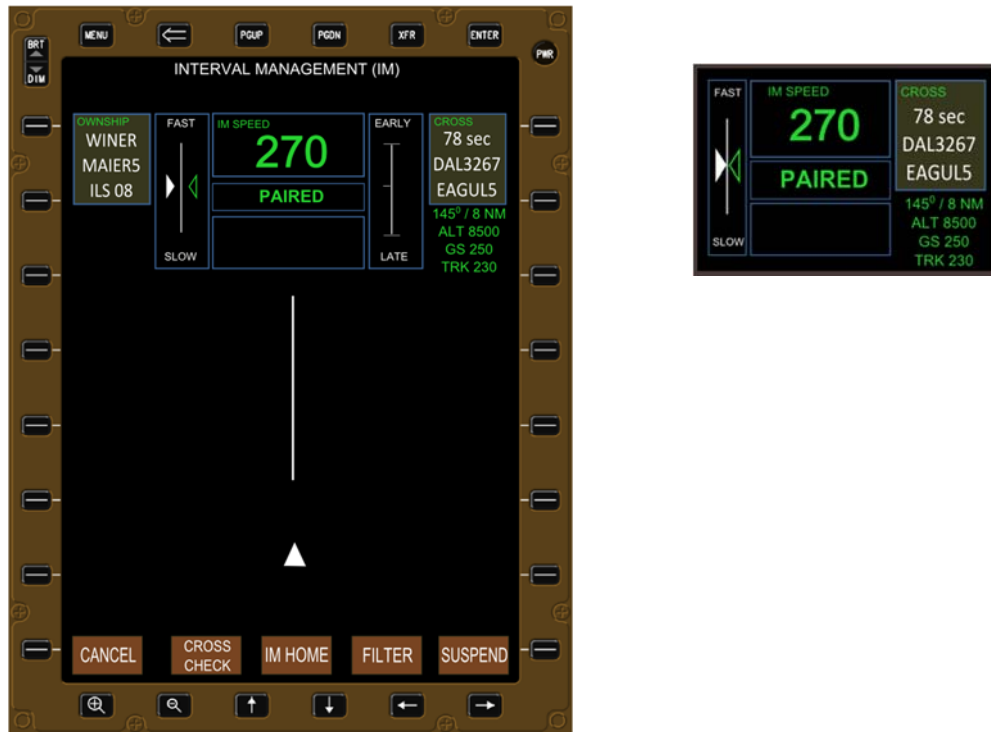 MENU
PGUP
PGDN
XFR
ENTER
BRT
DIM
PWR
INTERVAL MANAGEMENT (IM)
OWNSHIP
WINER
MAIER5
ILS 08
FAST
SLOW
IM SPEED
270
PAIRED
EARLY
LATE
CROSS
78 sec
DAL3267
EAGUL5
145⁰ / 8 NM
ALT 8500
GS 250
TRK 230
CANCEL
CROSS
CHECK
IM HOME
FILTER
SUSPEND
FAST
SLOW
IM SPEED
270
PAIRED
CROSS
78 sec
DAL3267
EAGUL5
145⁰ / 8 NM
ALT 8500
GS 250
TRK 230